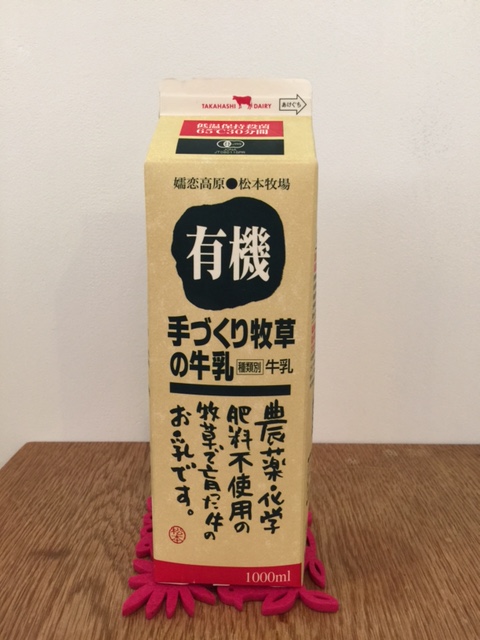 TAKAHASHI DAIRY
あけぐち
低温保持殺菌
65℃30分間
嬬恋高原●松本牧場
有機
手づくり牧草
の牛乳 種類別 牛乳
農薬・化学
肥料不使用の
牧草で育った牛の
お乳です。
1000ml